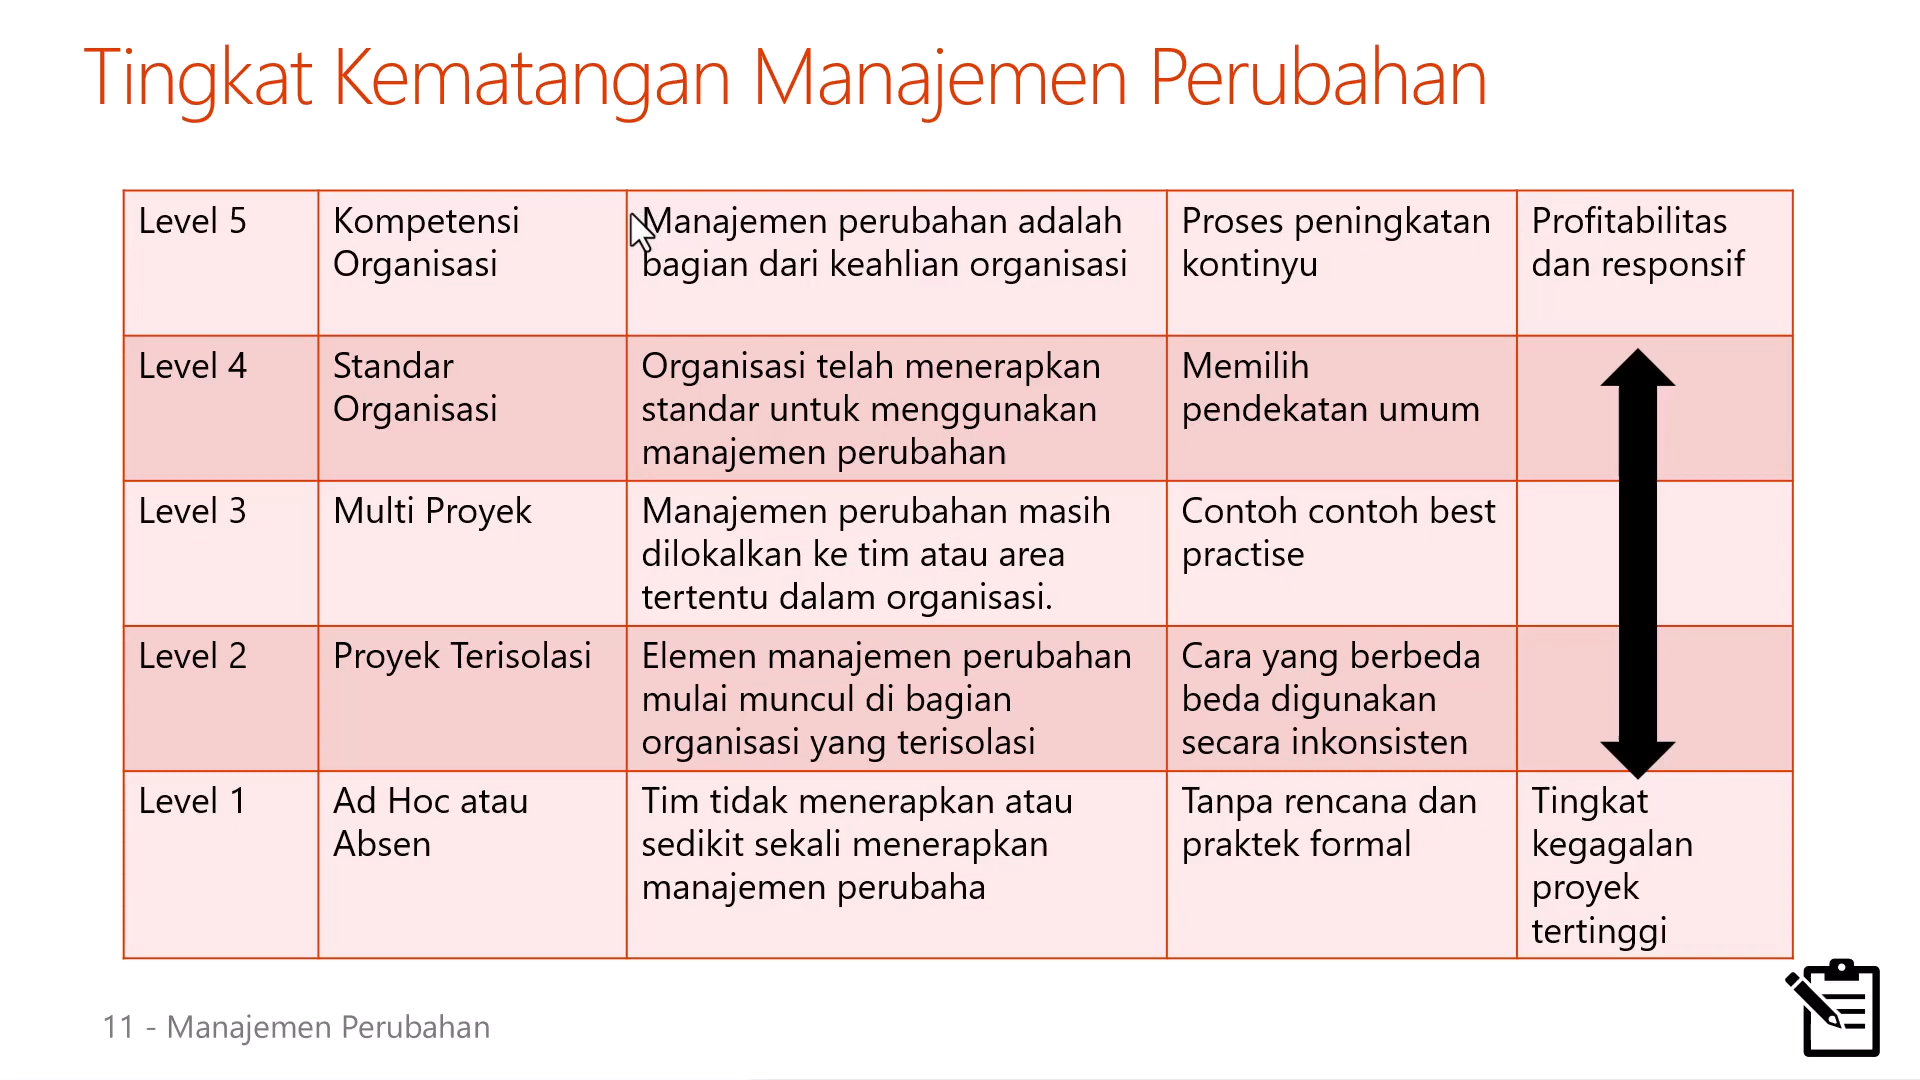 Tingkat Kematangan Manajemen Perubahan
Level 5
Kompetensi
Organisasi
Manajemen perubahan adalah
bagian dari keahlian organisasi
Proses peningkatan
kontinyu
Profitabilitas
dan responsif
Level 4
Standar
Organisasi
Organisasi telah menerapkan
standar untuk menggunakan
manajemen perubahan
Memilih
pendekatan umum
Level 3
Multi Proyek
Manajemen perubahan masih
dilokalkan ke tim atau area
tertentu dalam organisasi.
Contoh contoh best
practise
Level 2
Proyek Terisolasi
Elemen manajemen perubahan
mulai muncul di bagian
organisasi yang terisolasi
Cara yang berbeda
beda digunakan
secara inkonsisten
Level 1
Ad Hoc atau
Absen
Tim tidak menerapkan atau
sedikit sekali menerapkan
manajemen perubaha
Tanpa rencana dan
praktek formal
Tingkat
kegagalan
proyek
tertinggi
11 - Manajemen Perubahan